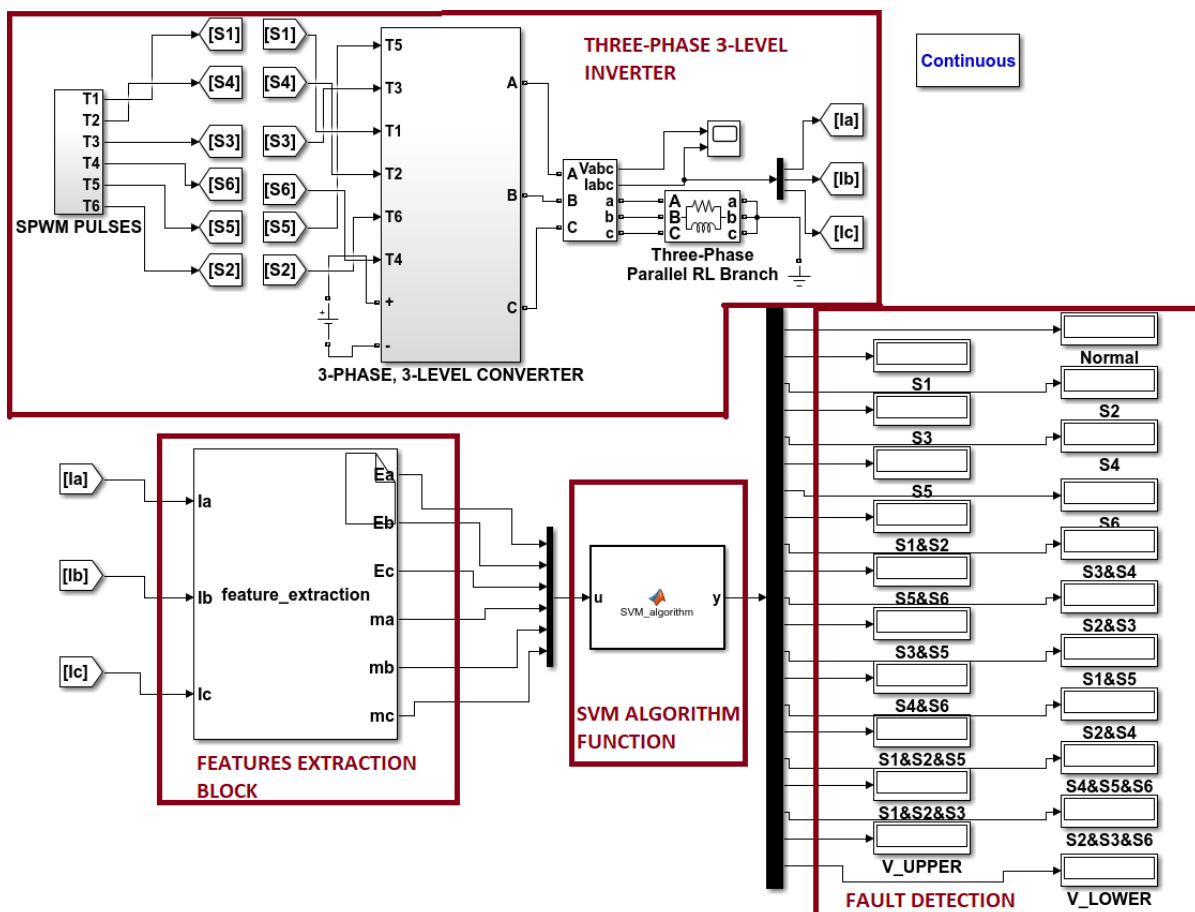 THREE-PHASE 3-LEVEL
INVERTER
Continuous
T1
T2
T3
T4
T5
T6
SPWM PULSES
[S1]
[S4]
[S3]
[S6]
[S5]
[S2]
[S1]
[S4]
[S3]
[S6]
[S5]
[S2]
T5
T3
T1
T2
T6
T4
+
-
A
B
C
3-PHASE, 3-LEVEL CONVERTER
+
A
B
C
Vabc
Iabc
a
b
c
A
B
C
a
b
c
Three-Phase
Parallel RL Branch
[Ia]
[Ib]
[Ic]
[Ia]
[Ib]
[Ic]
Ia
Ib
Ic
feature_extraction
Ea
Eb
Ec
ma
mb
mc
FEATURES EXTRACTION
BLOCK
u
SVM_algorithm
y
SVM ALGORITHM
FUNCTION
Normal
S1
S2
S3
S4
S5
S6
S1&S2
S3&S4
S5&S6
S2&S3
S3&S5
S1&S5
S4&S6
S2&S4
S1&S2&S5
S4&S5&S6
S1&S2&S3
S2&S3&S6
V_UPPER
V_LOWER
FAULT DETECTION